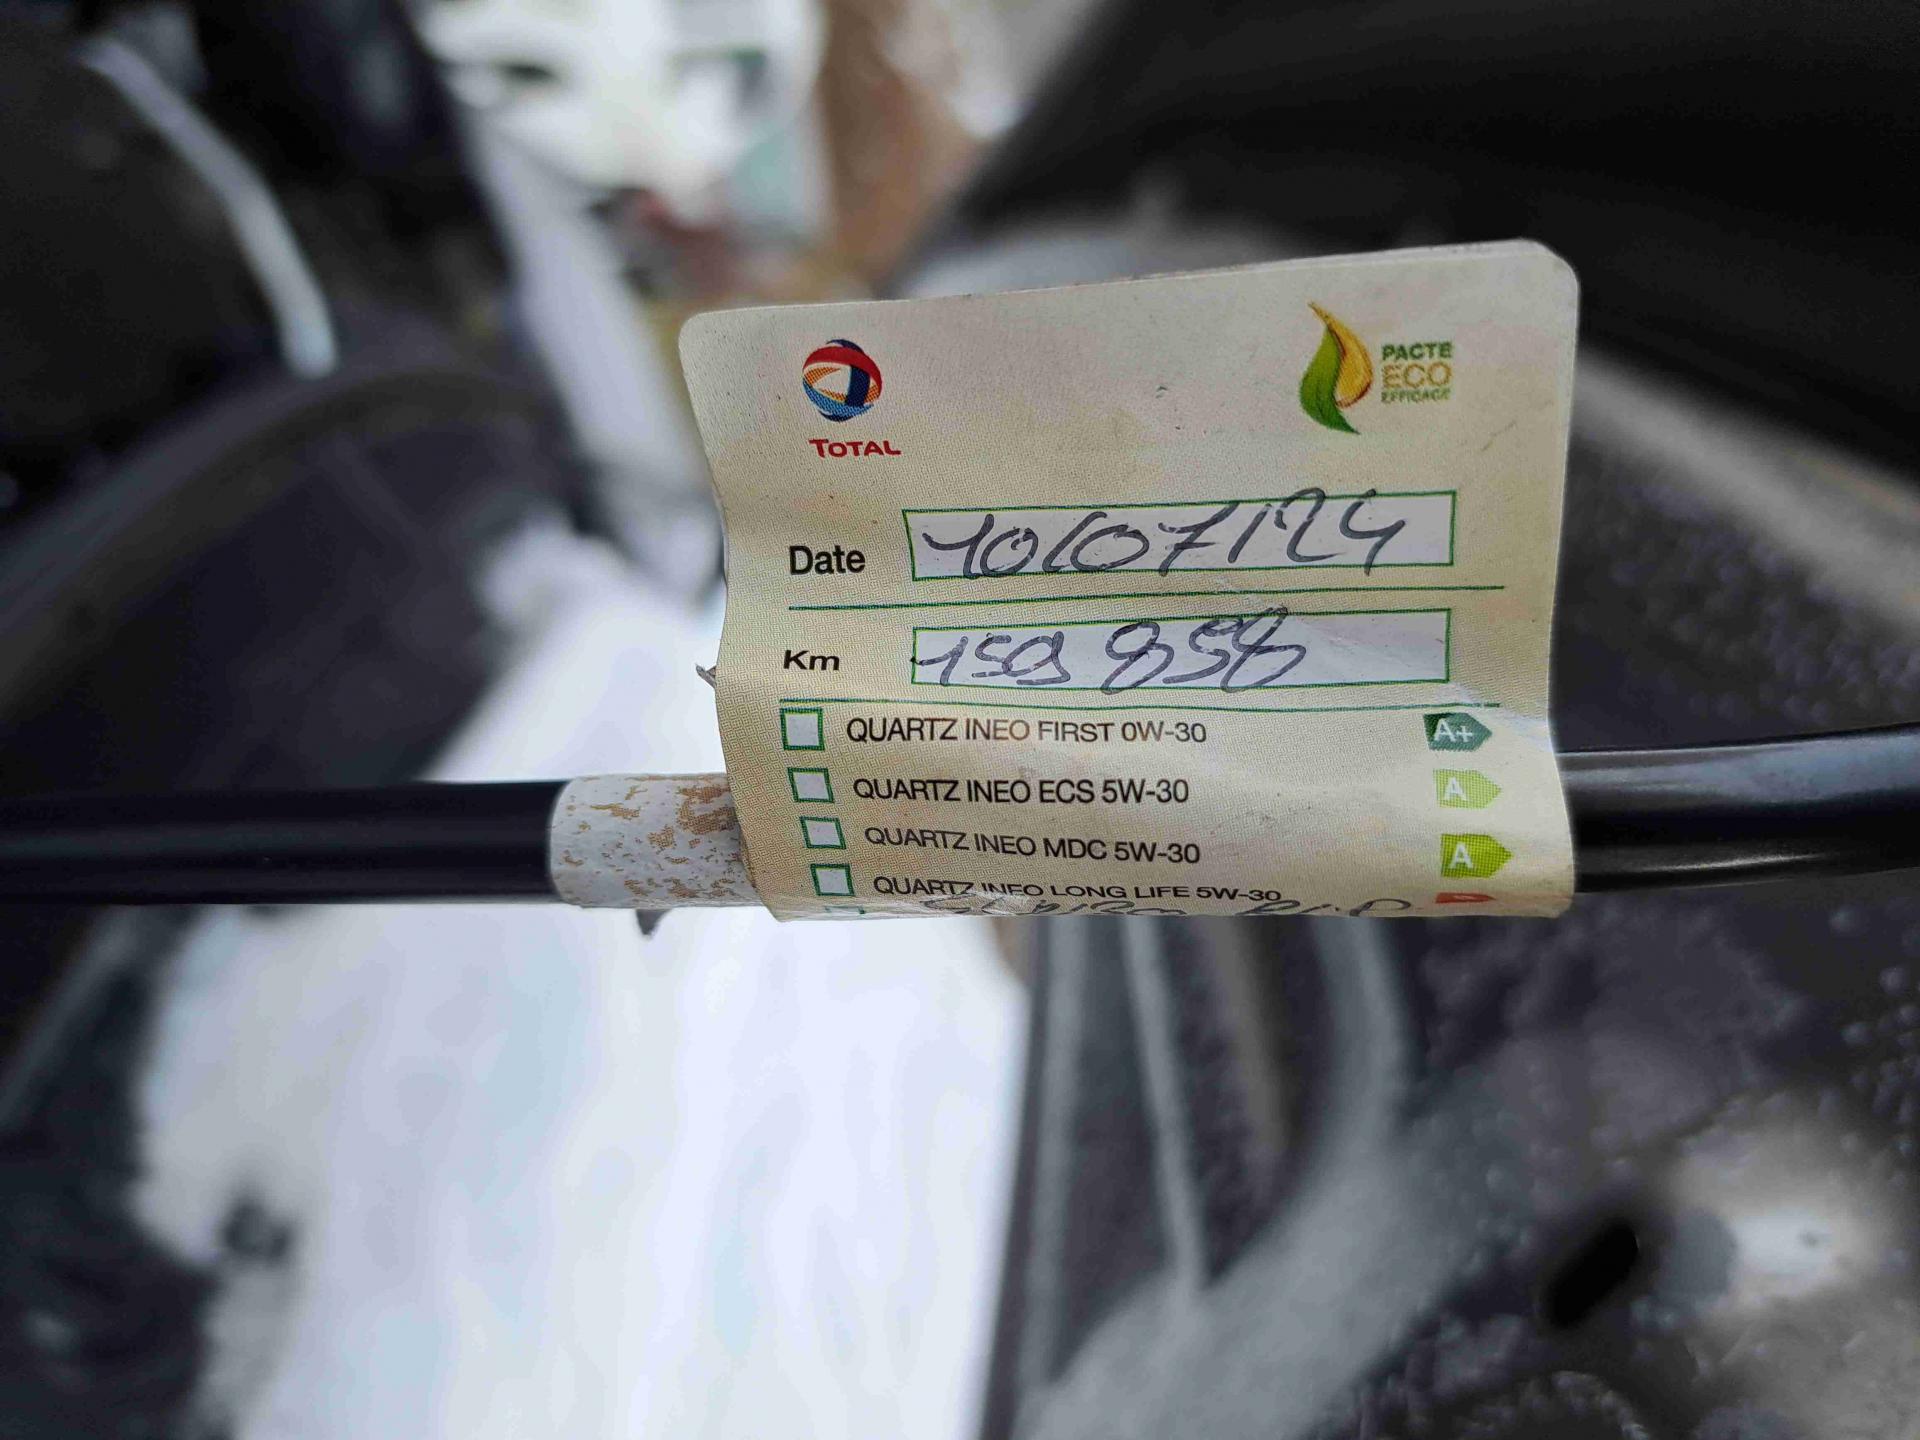 TOTAL
PACTE
ECO
EFFICACE
Date 10/07/24
Km 159 858
QUARTZ INEO FIRST 0W-30 A+
QUARTZ INEO ECS 5W-30 A
QUARTZ INEO MDC 5W-30 A
QUARTZ INEO LONG LIFE 5W-30